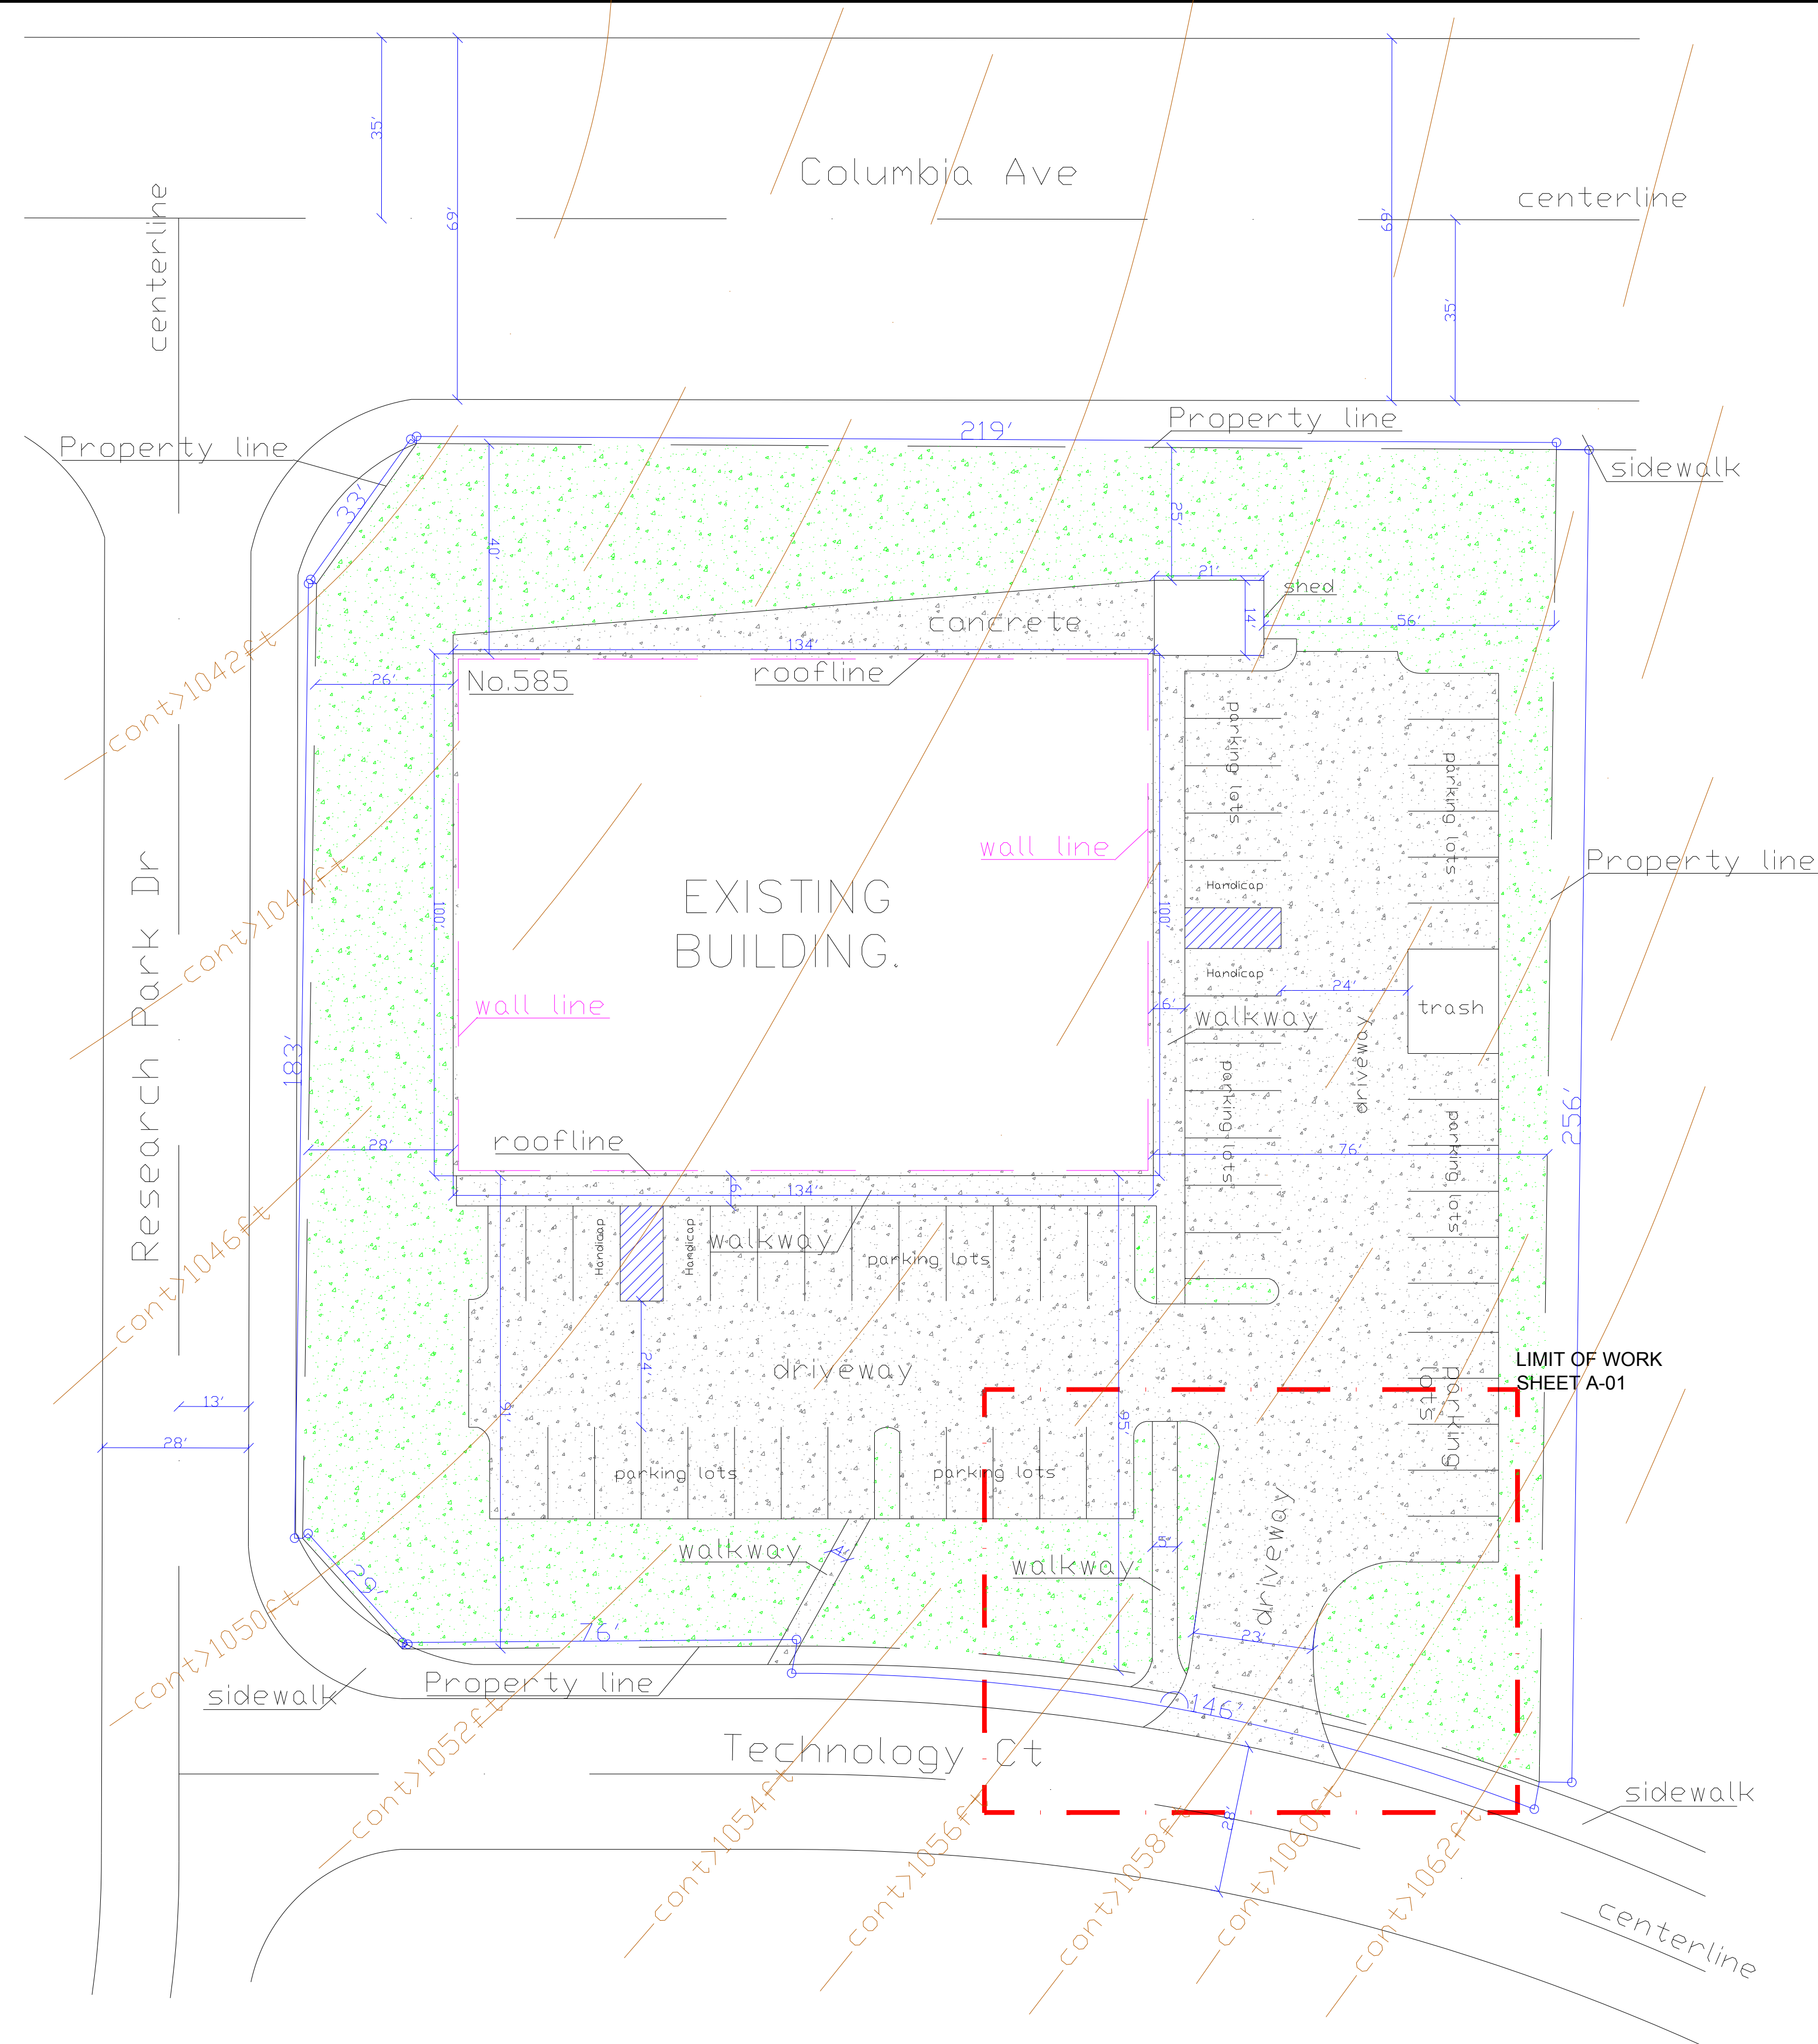 35'
69'
Columbia Ave
centerline
centerline
69'
35'
Property line
219'
Property line
sidewalk
33'
40'
25'
21'
shed
14'
56'
concrete
134'
roofline
26'
No.585
cont>1042ft
parking lots
parking lots
wall line
Property line
EXISTING
BUILDING.
100'
100'
Handicap
Handicap
24'
trash
6'
walkway
wall line
cont>1044ft
Research Park Dr
183'
driveway
parking lots
parking lots
256'
roofline
28'
76'
6'
134'
cont>1046ft
Handicap
Handicap
walkway
parking lots
24'
driveway
LIMIT OF WORK
SHEET A-01
parking
lots
13'
28'
91'
95'
parking lots
parking lots
driveway
walkway
4'
5'
walkway
29'
76'
23'
cont>1050ft
sidewalk
Property line
146'
cont>1052ft
Technology Ct
cont>1054ft
cont>1056ft
cont>1058ft
28'
cont>1060ft
cont>1062ft
sidewalk
centerline